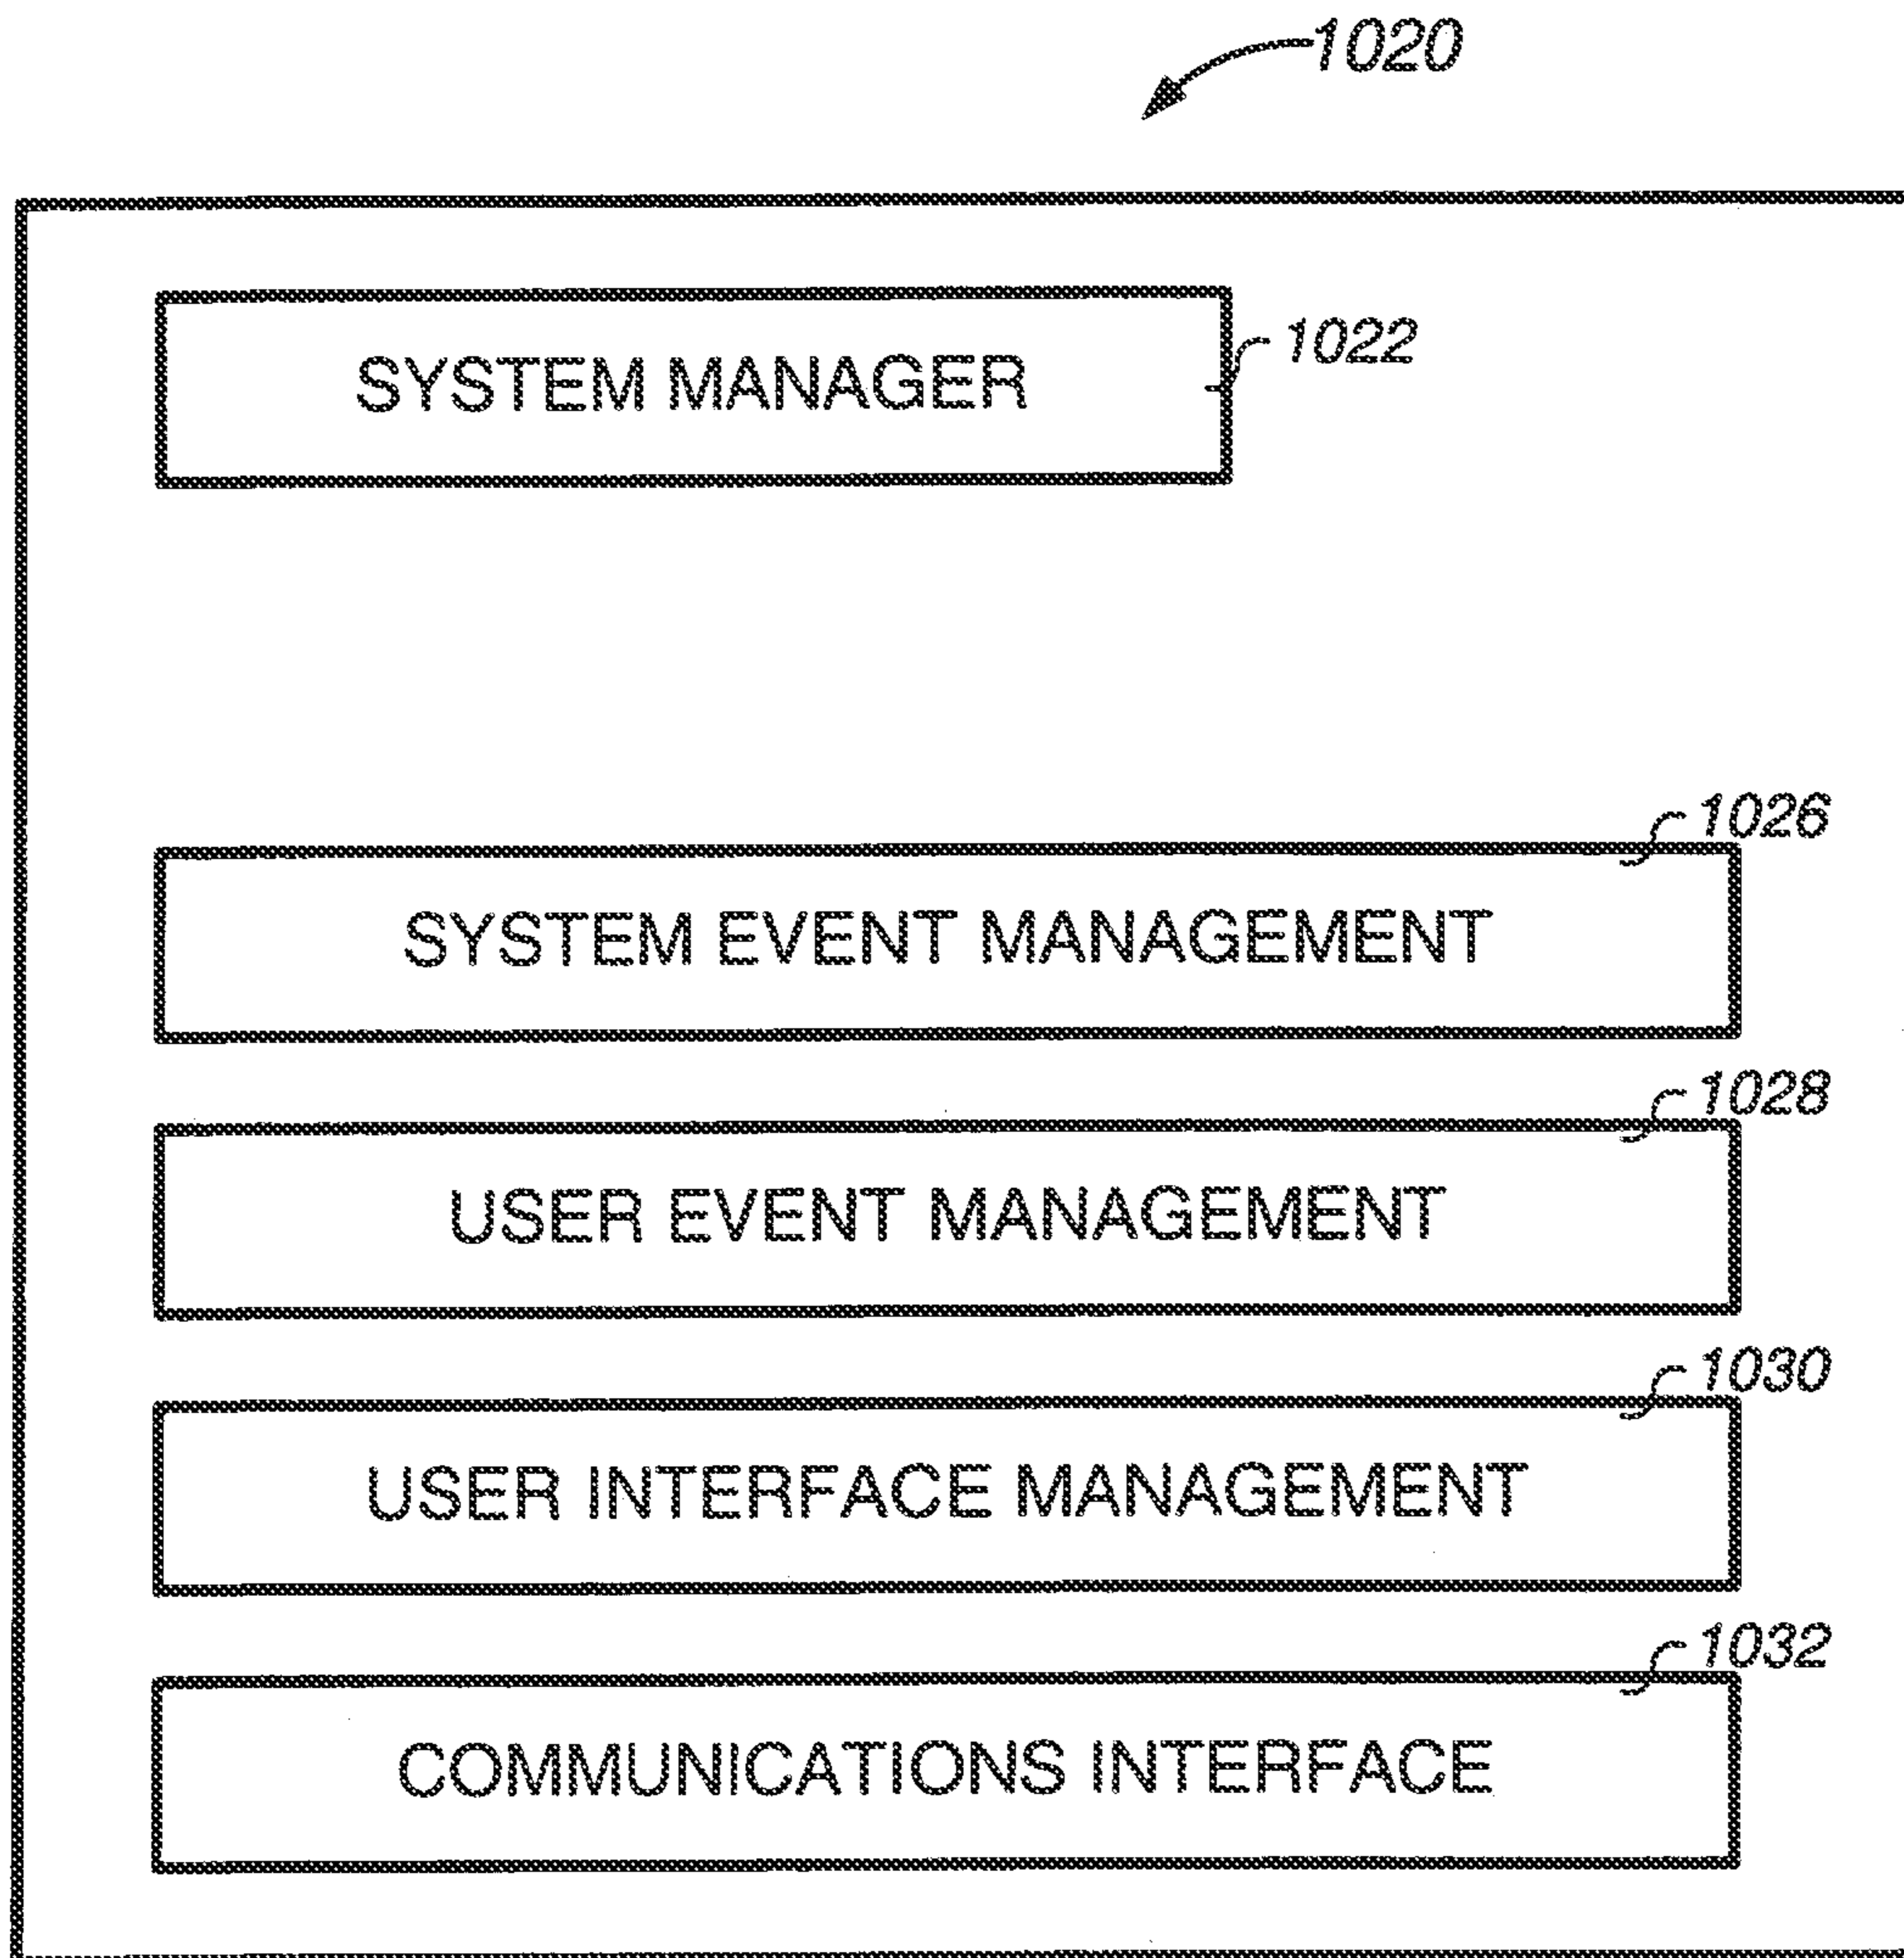 1020
SYSTEM MANAGER
1022
1026
SYSTEM EVENT MANAGEMENT
1028
USER EVENT MANAGEMENT
1030
USER INTERFACE MANAGEMENT
1032
COMMUNICATIONS INTERFACE